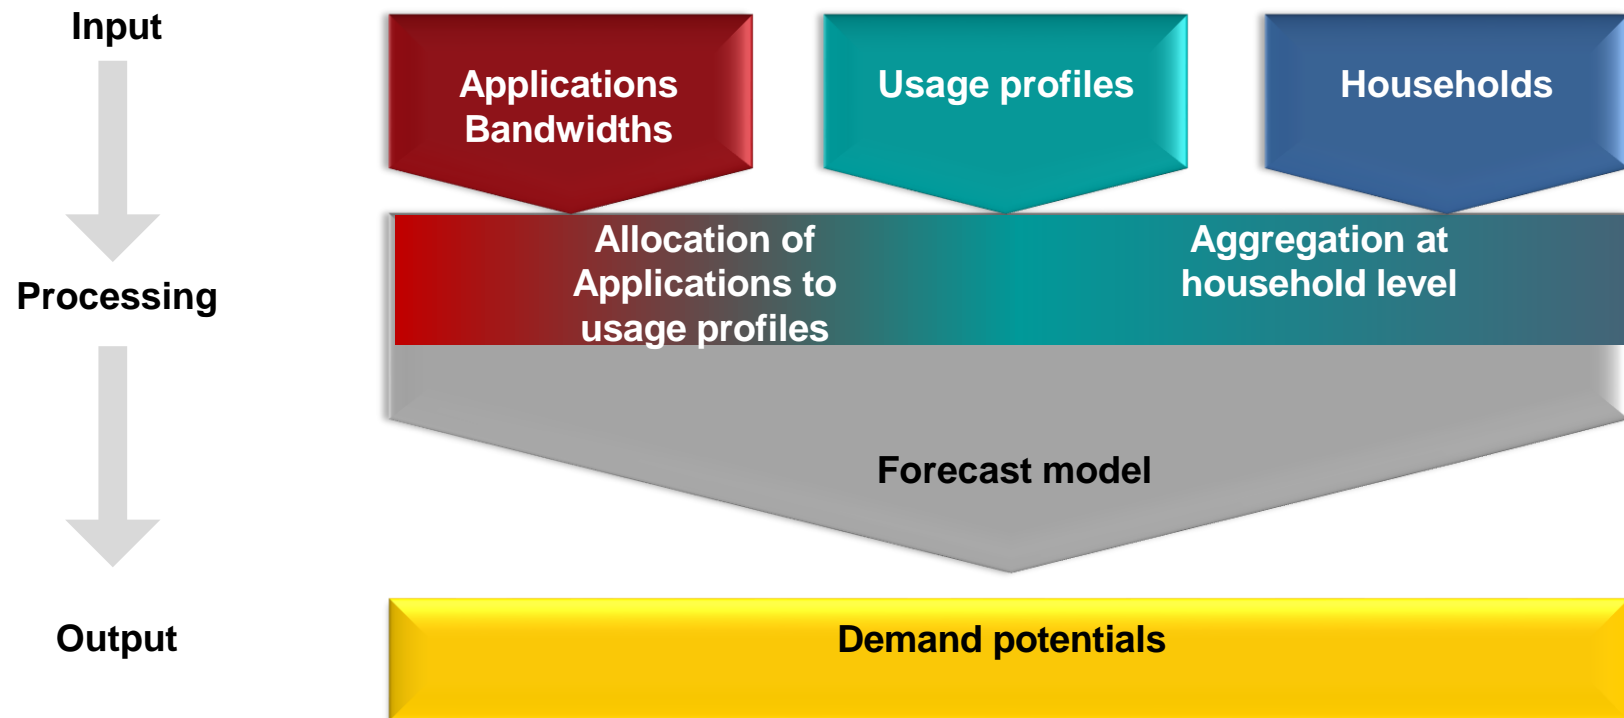 Input
Applications
Bandwidths
Usage profiles
Households
Processing
Allocation of
Applications to
usage profiles
Aggregation at
household level
Forecast model
Output
Demand potentials